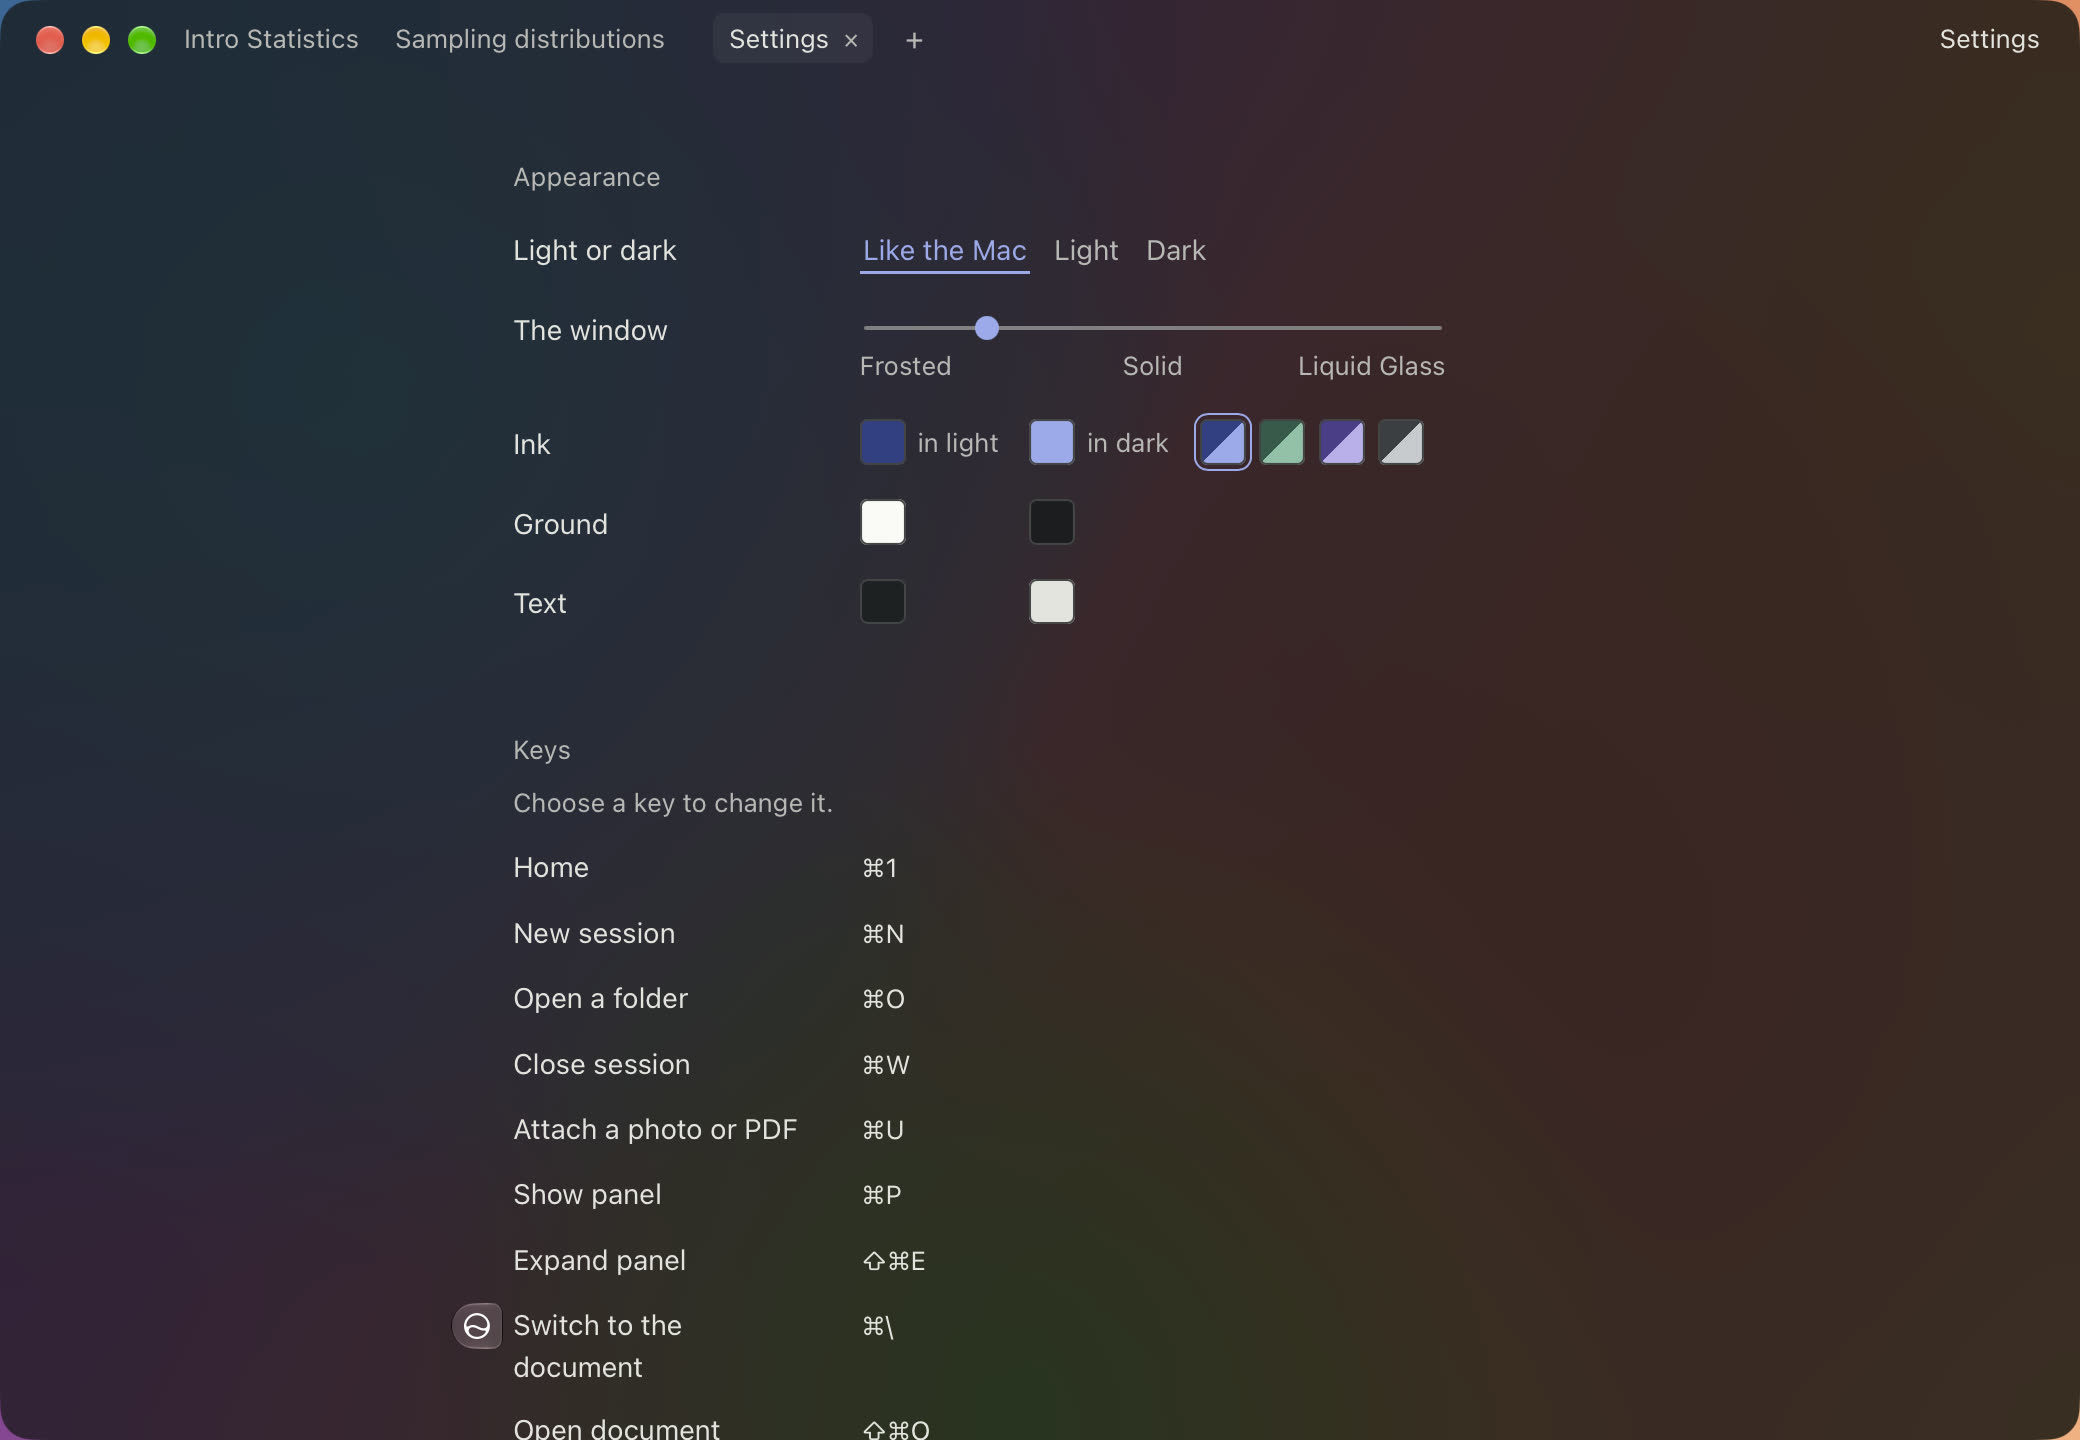 Intro Statistics Sampling distributions Settings × + Settings
Appearance
Light or dark Like the Mac Light Dark
The window
Frosted Solid Liquid Glass
Ink in light in dark
Ground
Text
Keys
Choose a key to change it.
Home ⌘1
New session ⌘N
Open a folder ⌘O
Close session ⌘W
Attach a photo or PDF ⌘U
Show panel ⌘P
Expand panel ⇧⌘E
Switch to the ⌘\
document
Open document ⇧⌘O